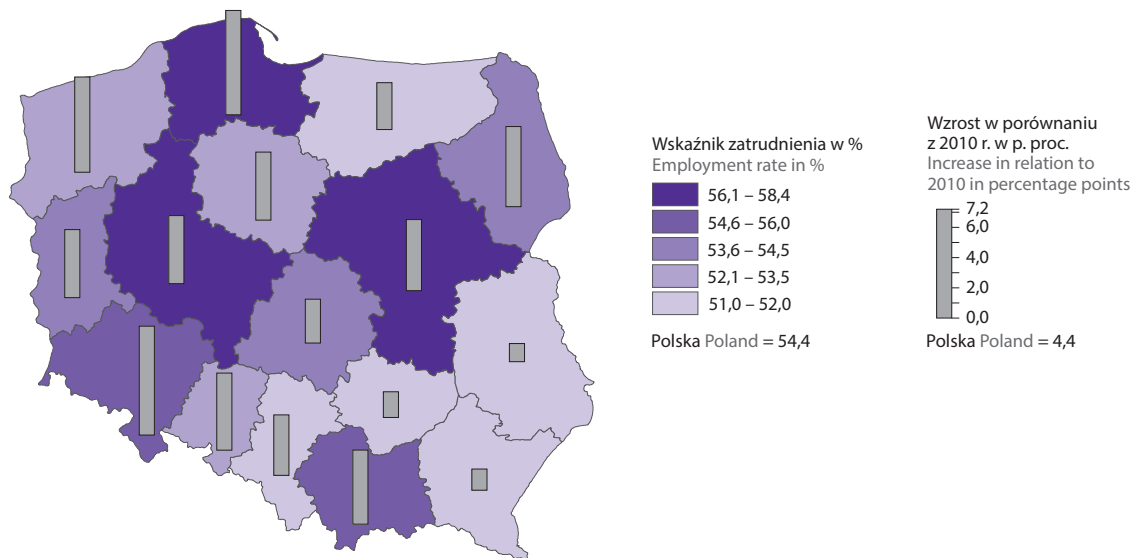 Wskaźnik zatrudnienia w %
Employment rate in %
56,1 – 58,4
54,6 – 56,0
53,6 – 54,5
52,1 – 53,5
51,0 – 52,0
Polska Poland = 54,4
Wzrost w porównaniu
z 2010 r. w p. proc.
Increase in relation to
2010 in percentage points
7,2
6,0
4,0
2,0
0,0
Polska Poland = 4,4